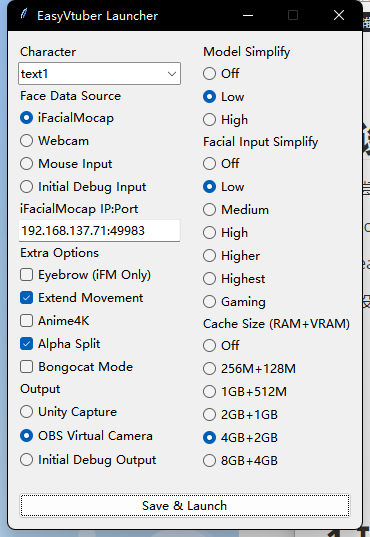 EasyVtuber Launcher
Character
text1
Face Data Source
iFacialMocap
Webcam
Mouse Input
Initial Debug Input
iFacialMocap IP:Port
192.168.137.71:49983
Extra Options
Eyebrow (iFM Only)
Extend Movement
Anime4K
Alpha Split
Bongocat Mode
Output
Unity Capture
OBS Virtual Camera
Initial Debug Output
Model Simplify
Off
Low
High
Facial Input Simplify
Off
Low
Medium
High
Higher
Highest
Gaming
Cache Size (RAM+VRAM)
Off
256M+128M
1GB+512M
2GB+1GB
4GB+2GB
8GB+4GB
Save & Launch